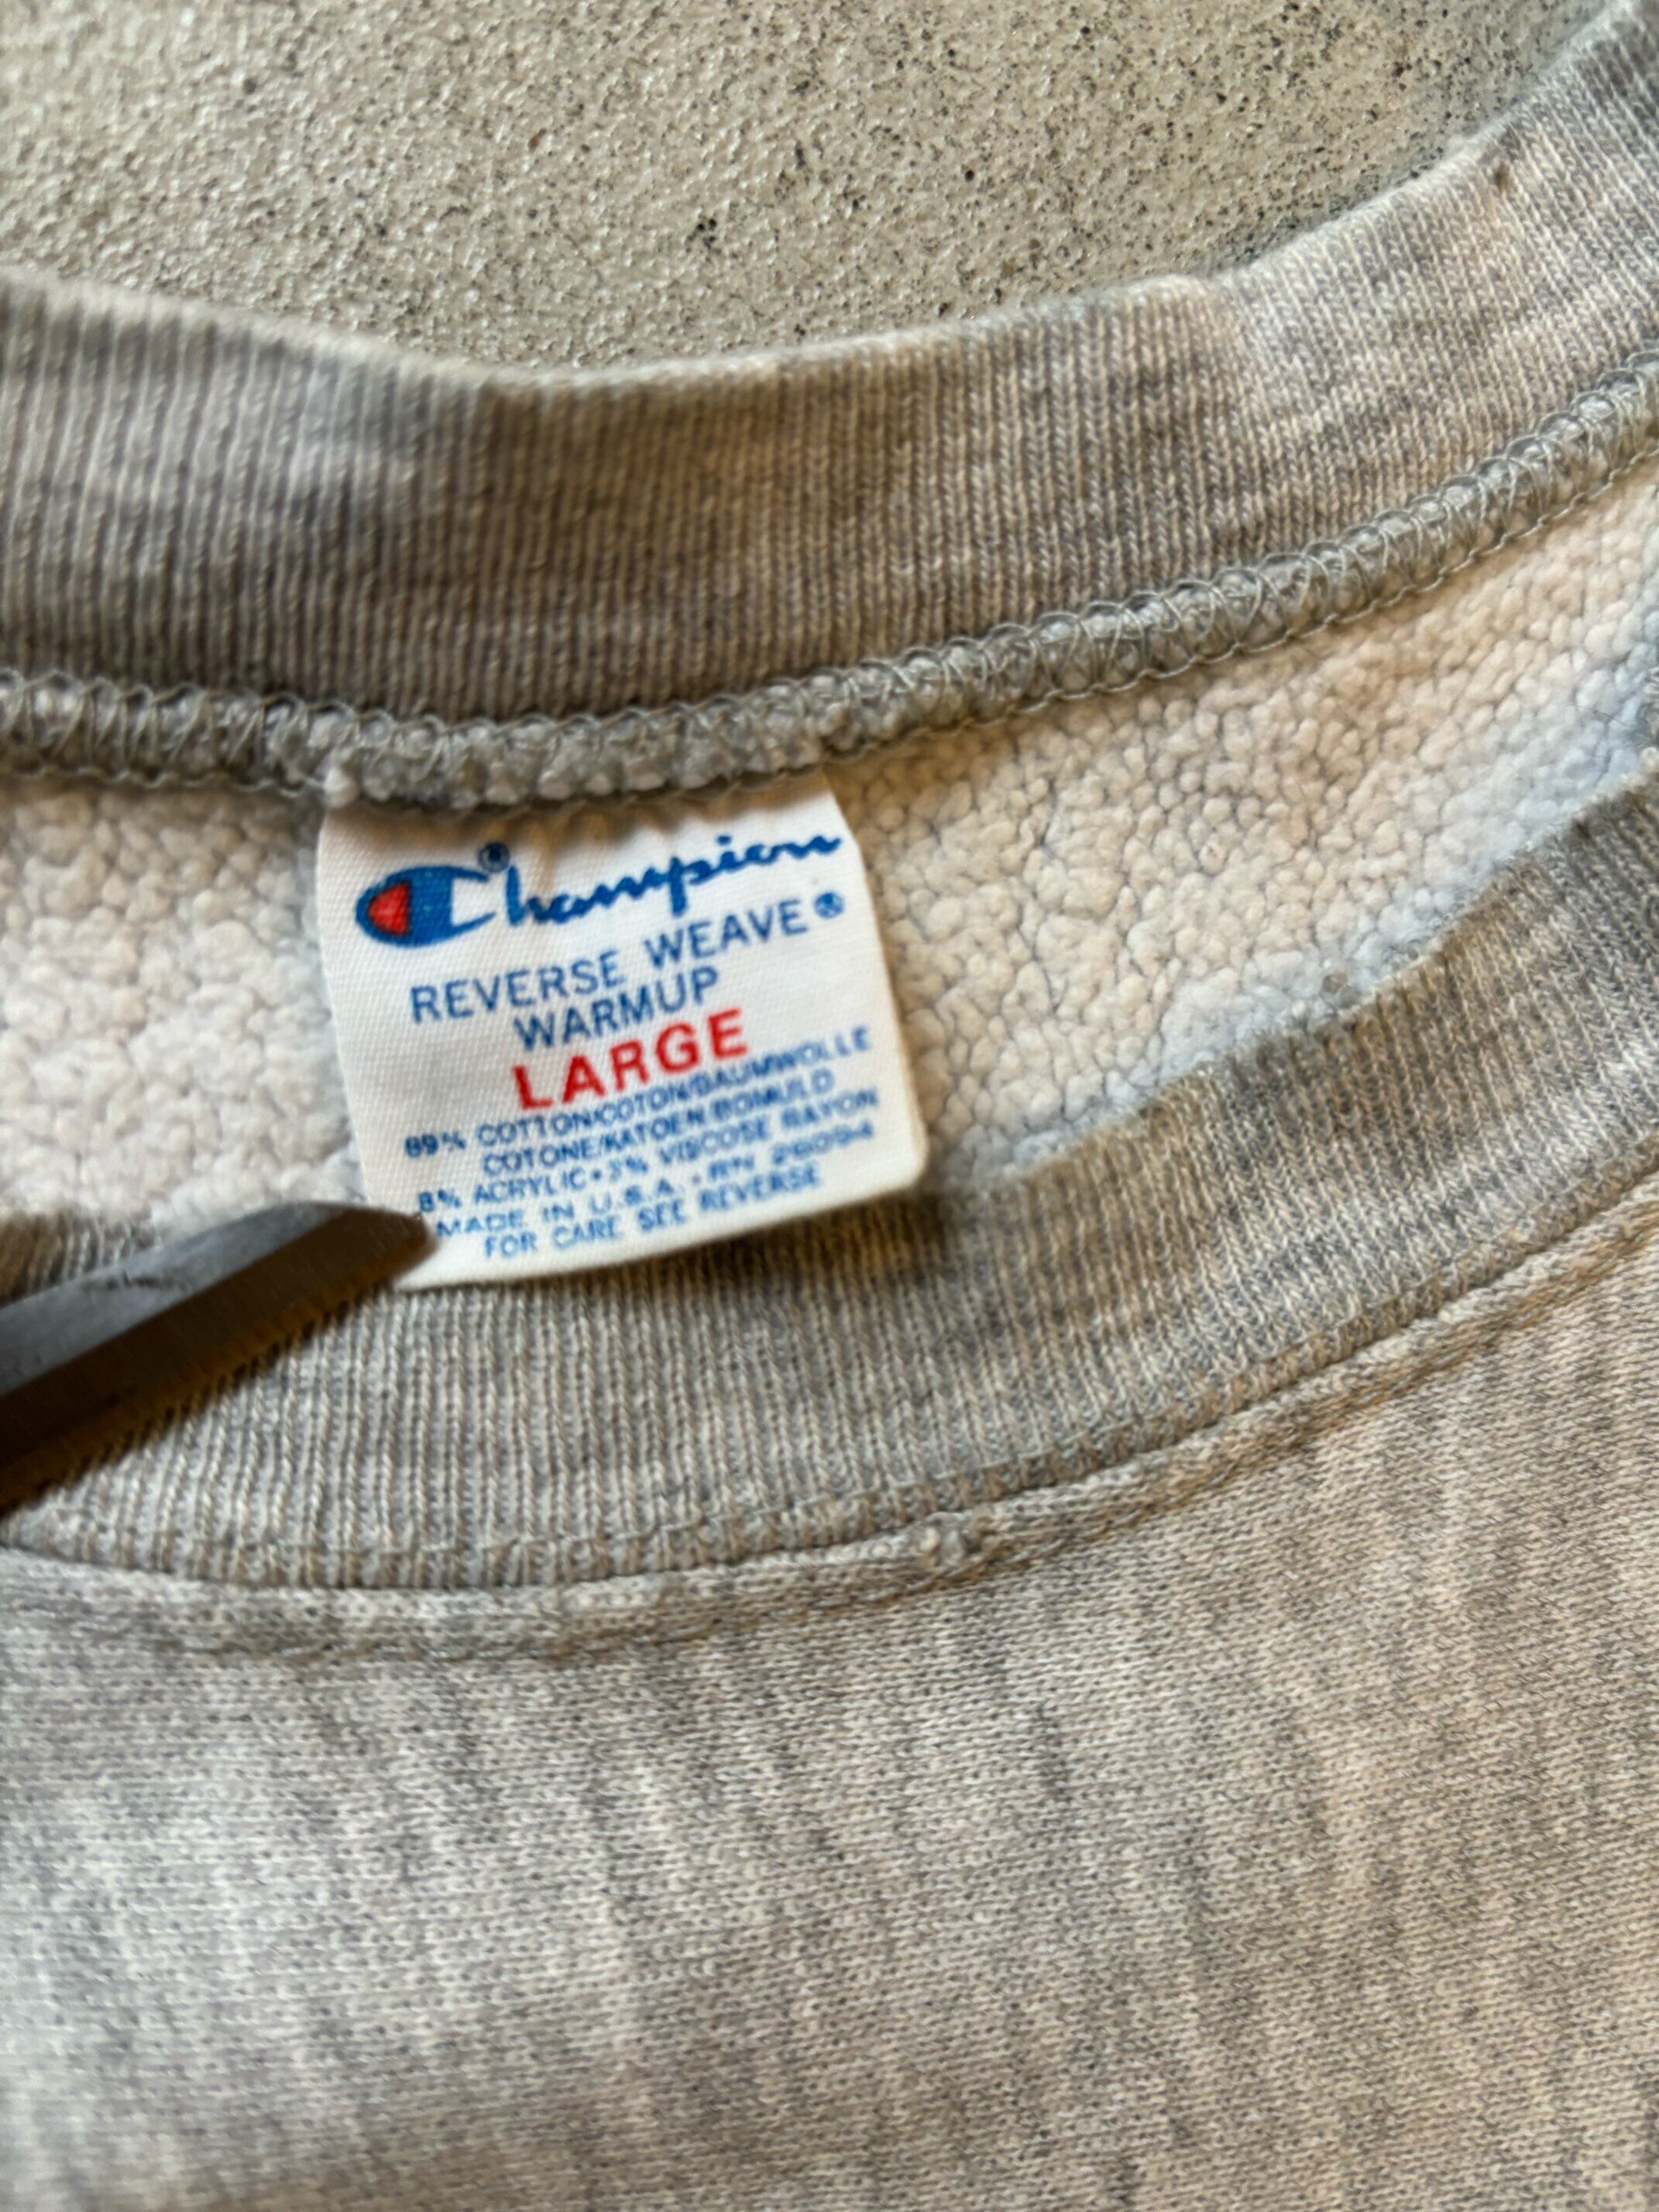 Champion®
REVERSE WEAVE®
WARMUP
LARGE
89% COTTON/COTON/BAUMWOLLE
COTONE/KATOEN/BOMULD
8% ACRYLIC•3% VISCOSE RAYON
MADE IN U.S.A. • RN 26094
FOR CARE SEE REVERSE